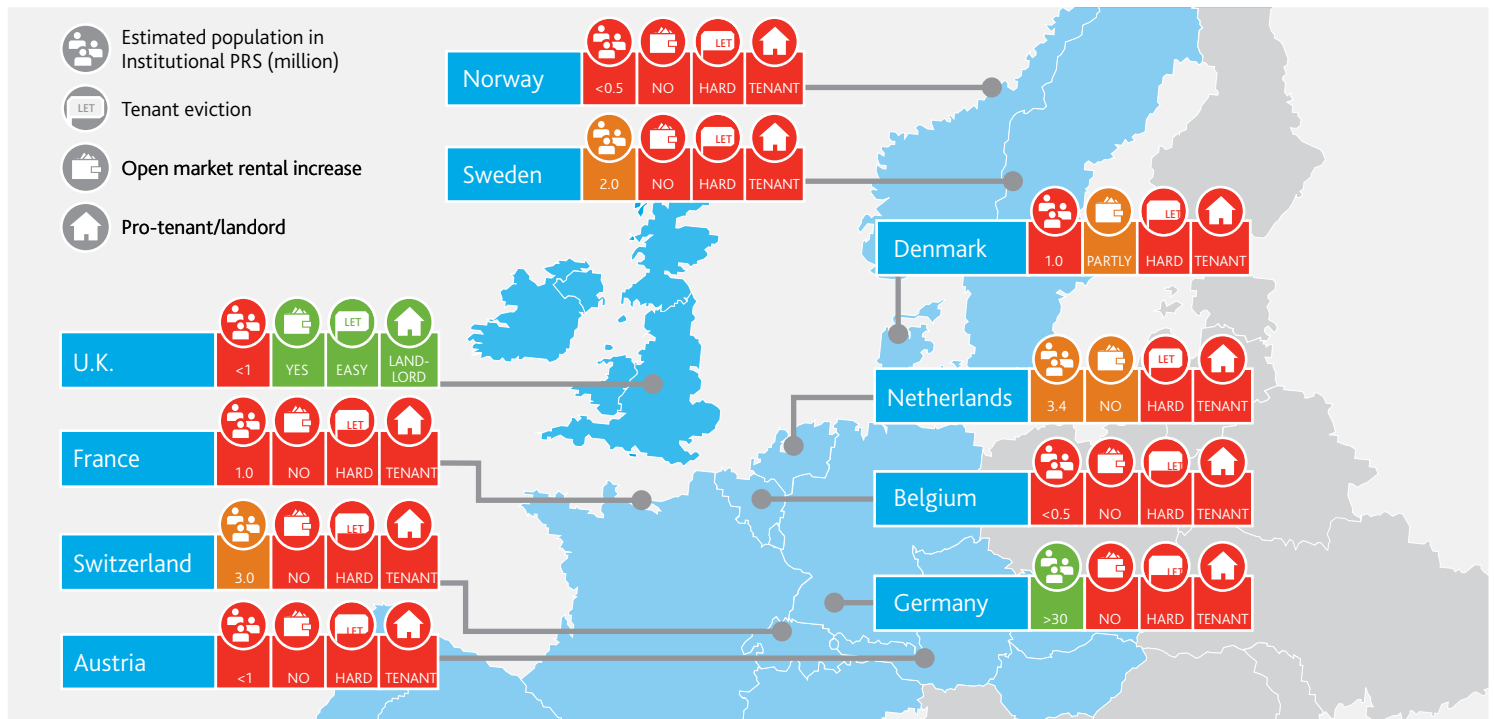 Estimated population in
Institutional PRS (million)
LET
Tenant eviction
Open market rental increase
Pro-tenant/landord
LET
Norway
<0.5 NO HARD TENANT
LET
Sweden
2.0 NO HARD TENANT
LET
Denmark
1.0 PARTLY HARD TENANT
LET
U.K.
<1 YES EASY LAND-
LORD
LET
France
1.0 NO HARD TENANT
LET
Switzerland
3.0 NO HARD TENANT
LET
Austria
<1 NO HARD TENANT
LET
Netherlands
3.4 NO HARD TENANT
LET
Belgium
<0.5 NO HARD TENANT
LET
Germany
>30 NO HARD TENANT